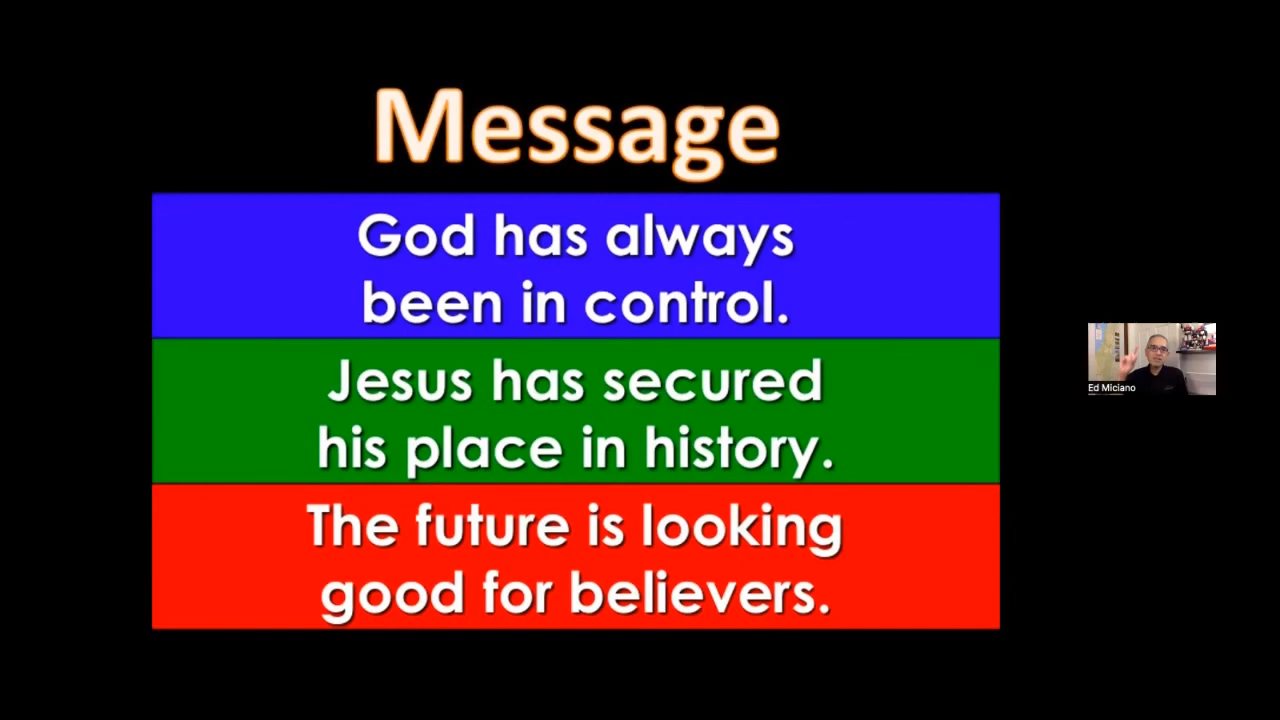 Message
God has always
been in control.
Jesus has secured
his place in history.
The future is looking
good for believers.
Ed Miciano